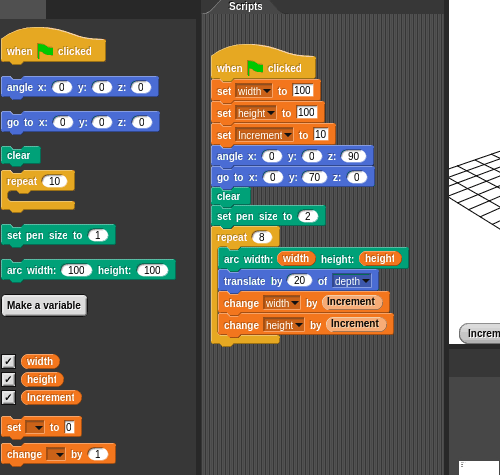 Scripts
when clicked
angle x: 0 y: 0 z: 0
go to x: 0 y: 0 z: 0
clear
repeat 10
set pen size to 1
arc width: 100 height: 100
Make a variable
width
height
Increment
set to 0
change by 1
when clicked
set width to 100
set height to 100
set Increment to 10
angle x: 0 y: 0 z: 90
go to x: 0 y: 70 z: 0
clear
set pen size to 2
repeat 8
arc width: width height: height
translate by 20 of depth
change width by Increment
change height by Increment
Increm